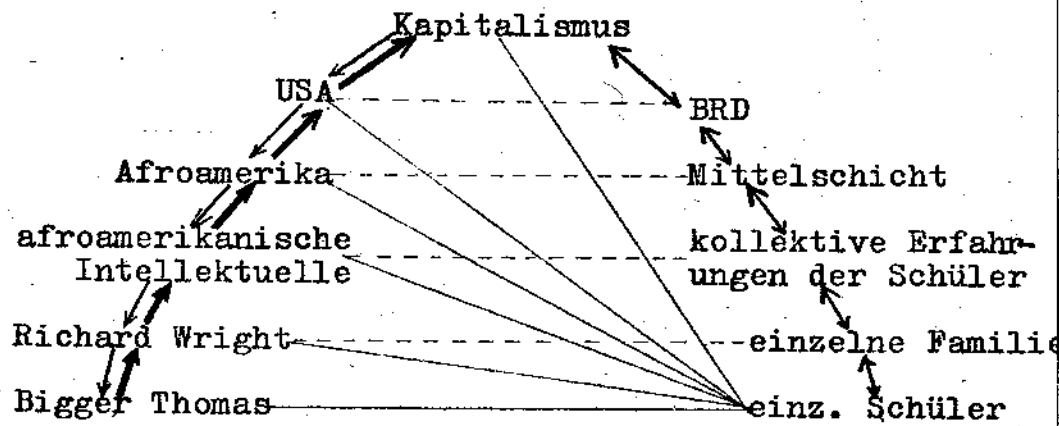 Kapitalismus
USA
BRD
Afroamerika
Mittelschicht
afroamerikanische
Intellektuelle
kollektive Erfahr-
ungen der Schüler
Richard Wright
einzelne Familie
Bigger Thomas
einz. Schüler